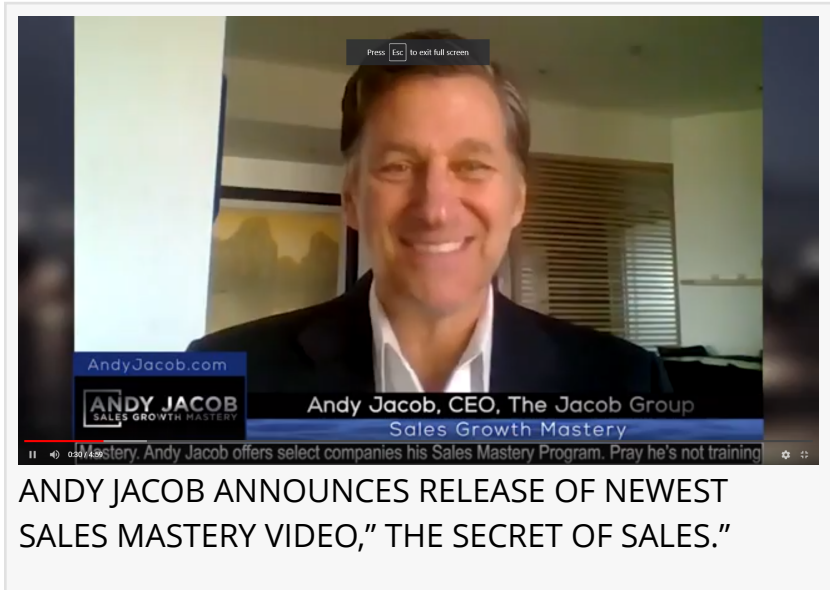 Press Esc to exit full screen
AndyJacob.com
ANDY JACOB
SALES GROWTH MASTERY
Andy Jacob, CEO, The Jacob Group
Sales Growth Mastery
Mastery. Andy Jacob offers select companies his Sales Mastery Program. Pray he's not training
0:30 / 4:59
ANDY JACOB ANNOUNCES RELEASE OF NEWEST
SALES MASTERY VIDEO,” THE SECRET OF SALES.”